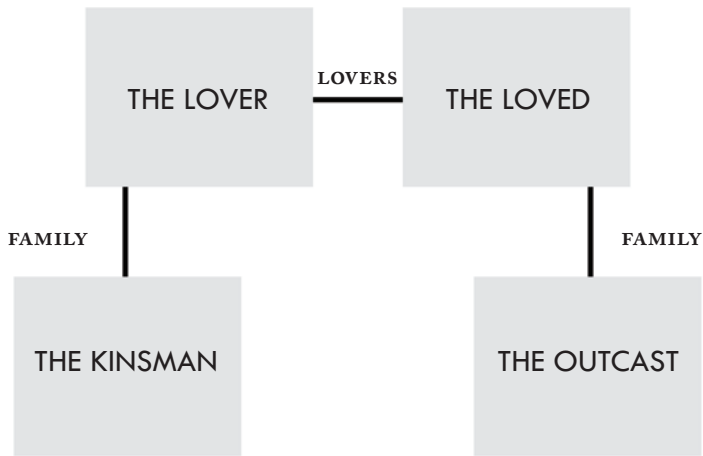 THE LOVER
LOVERS
THE LOVED
FAMILY
FAMILY
THE KINSMAN
THE OUTCAST